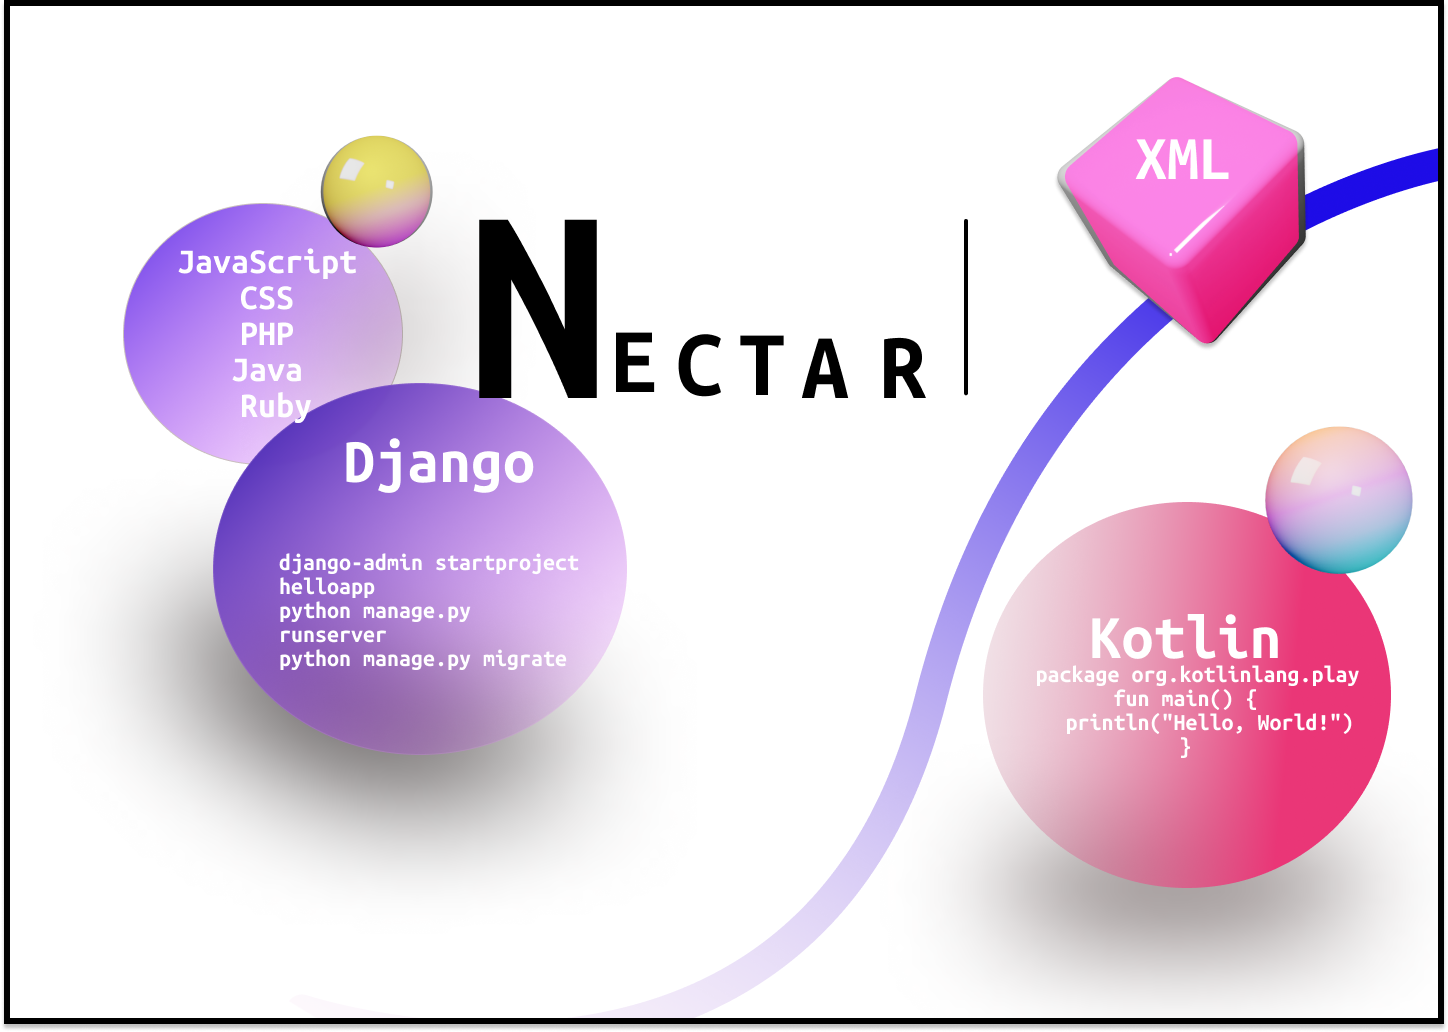 JavaScript
CSS
PHP
Java
Ruby
NECTAR
XML
Django
django-admin startproject
helloapp
python manage.py
runserver
python manage.py migrate
Kotlin
package org.kotlinlang.play
fun main() {
println("Hello, World!")
}